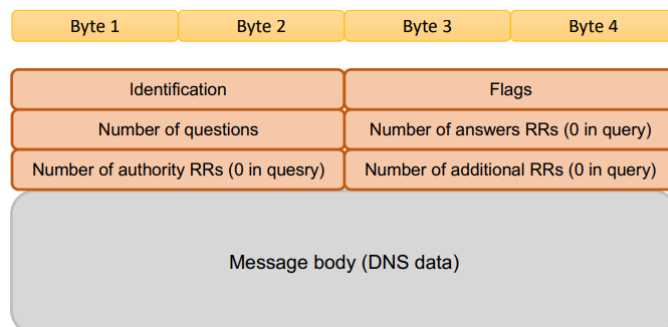 Byte 1 Byte 2 Byte 3 Byte 4
Identification Flags
Number of questions Number of answers RRs (0 in query)
Number of authority RRs (0 in quesry) Number of additional RRs (0 in query)
Message body (DNS data)